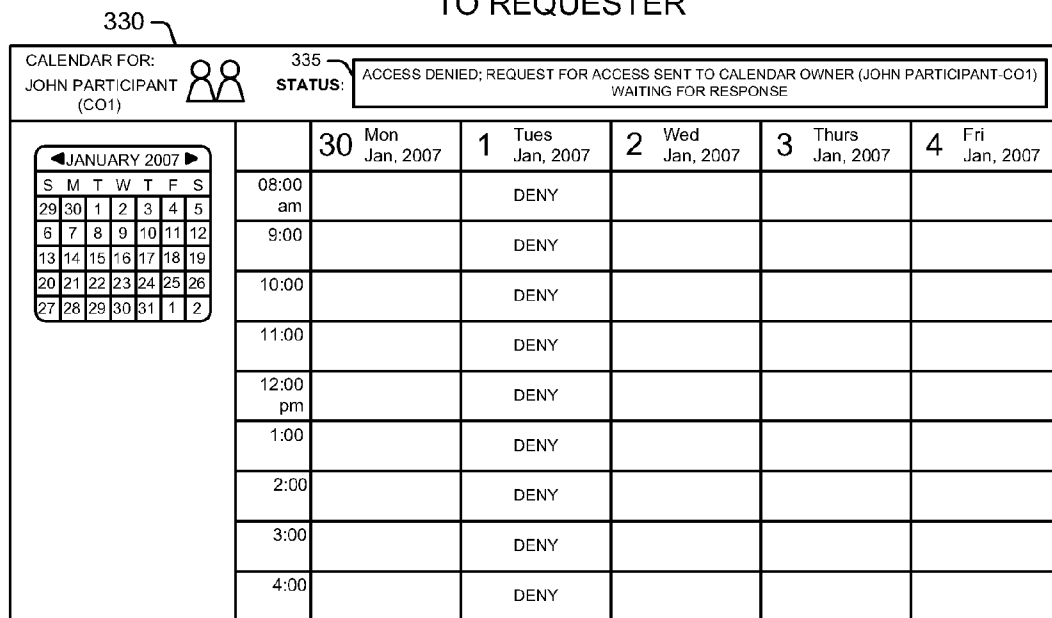 TO REQUESTER
330
CALENDAR FOR:
JOHN PARTICIPANT
(CO1)
335
STATUS:
ACCESS DENIED; REQUEST FOR ACCESS SENT TO CALENDAR OWNER (JOHN PARTICIPANT-CO1)
WAITING FOR RESPONSE
◀JANUARY 2007▶
S M T W T F S
29 30 1 2 3 4 5
6 7 8 9 10 11 12
13 14 15 16 17 18 19
20 21 22 23 24 25 26
27 28 29 30 31 1 2
30 Mon Jan, 2007
1 Tues Jan, 2007
2 Wed Jan, 2007
3 Thurs Jan, 2007
4 Fri Jan, 2007
08:00 am DENY
9:00 DENY
10:00 DENY
11:00 DENY
12:00 pm DENY
1:00 DENY
2:00 DENY
3:00 DENY
4:00 DENY